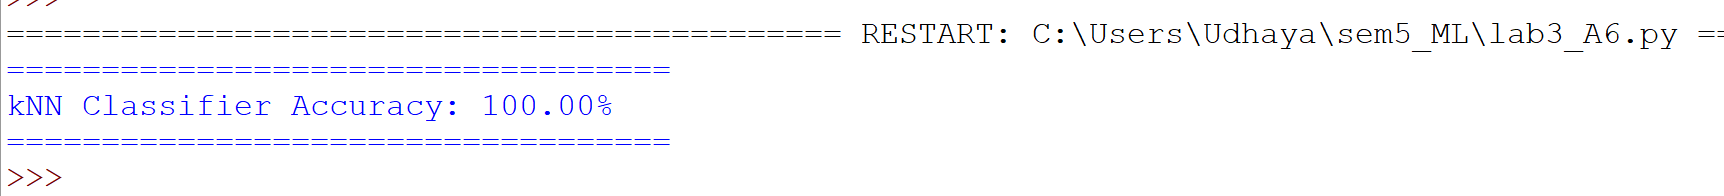 >>>
============================================ RESTART: C:\Users\Udhaya\sem5_ML\lab3_A6.py ==
===================================
kNN Classifier Accuracy: 100.00%
===================================
>>>